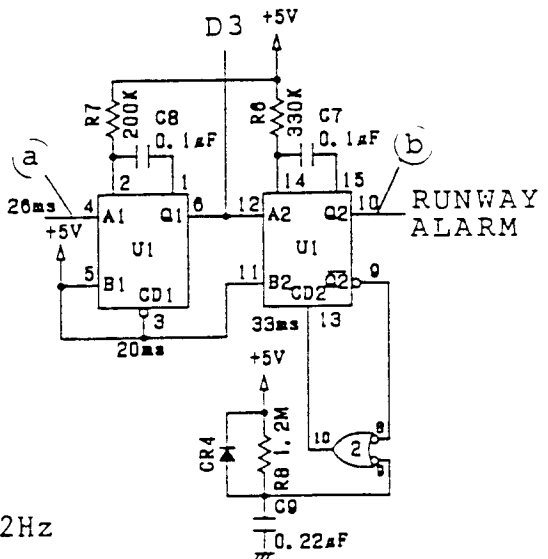 D3
+5V
R7
200K
C8
0.1µF
R6
330K
C7
0.1µF
a
b
2
1
14
15
26ms
4
A1
Q1
6
12
A2
Q2
10
RUNWAY
ALARM
+5V
U1
U1
5
B1
11
B2
Q2
9
CD1
CD2
3
13
20ms
33ms
+5V
CR4
R8
1.2M
10
2
8
9
C9
0.22µF
2Hz